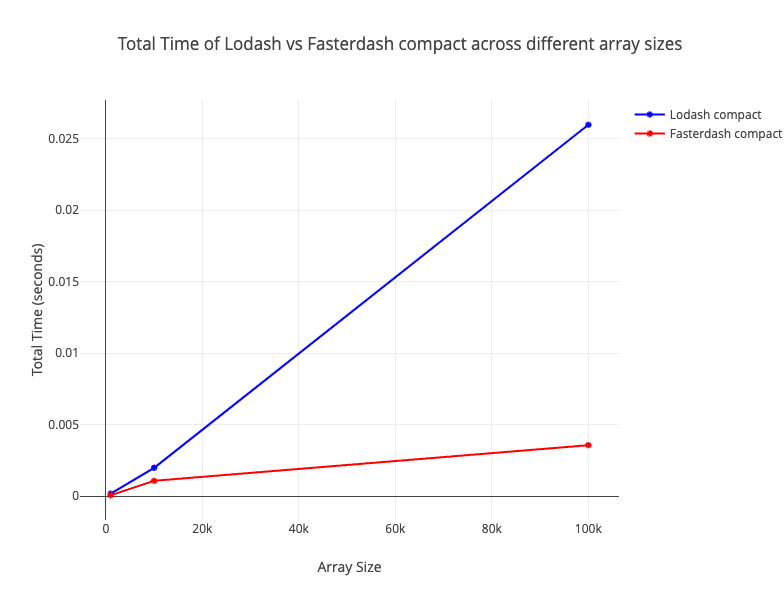 Total Time of Lodash vs Fasterdash compact across different array sizes
Lodash compact
Fasterdash compact
Total Time (seconds)
0.025
0.02
0.015
0.01
0.005
0
0 20k 40k 60k 80k 100k
Array Size